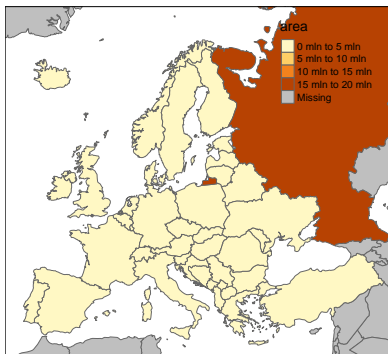 area
0 mln to 5 mln
5 mln to 10 mln
10 mln to 15 mln
15 mln to 20 mln
Missing